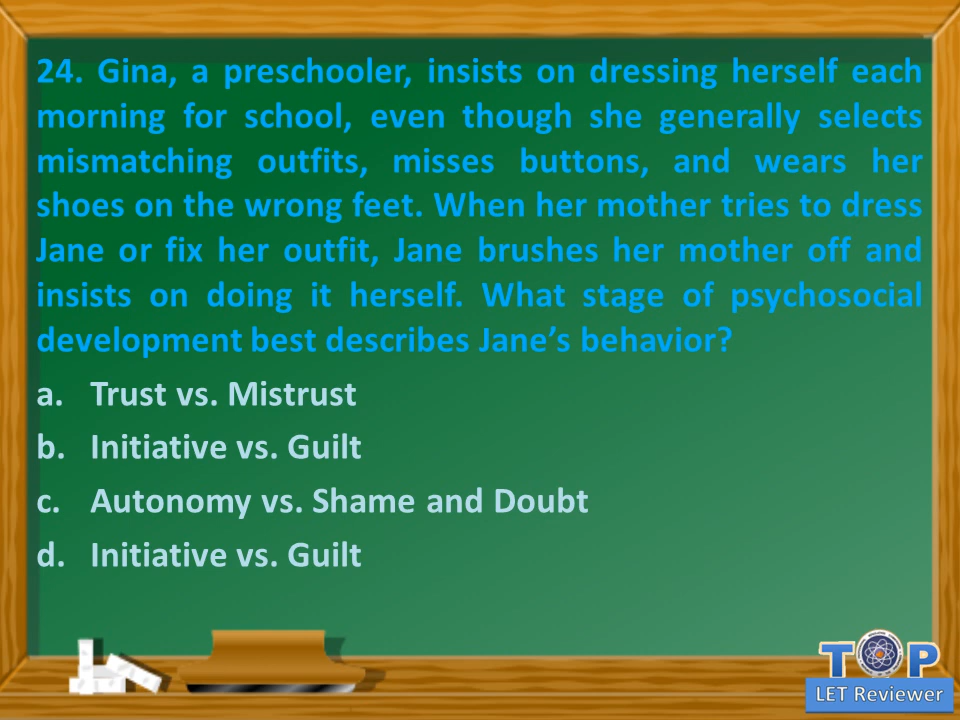 24. Gina, a preschooler, insists on dressing herself each
morning for school, even though she generally selects
mismatching outfits, misses buttons, and wears her
shoes on the wrong feet. When her mother tries to dress
Jane or fix her outfit, Jane brushes her mother off and
insists on doing it herself. What stage of psychosocial
development best describes Jane’s behavior?
a. Trust vs. Mistrust
b. Initiative vs. Guilt
c. Autonomy vs. Shame and Doubt
d. Initiative vs. Guilt
TOP
LET Reviewer